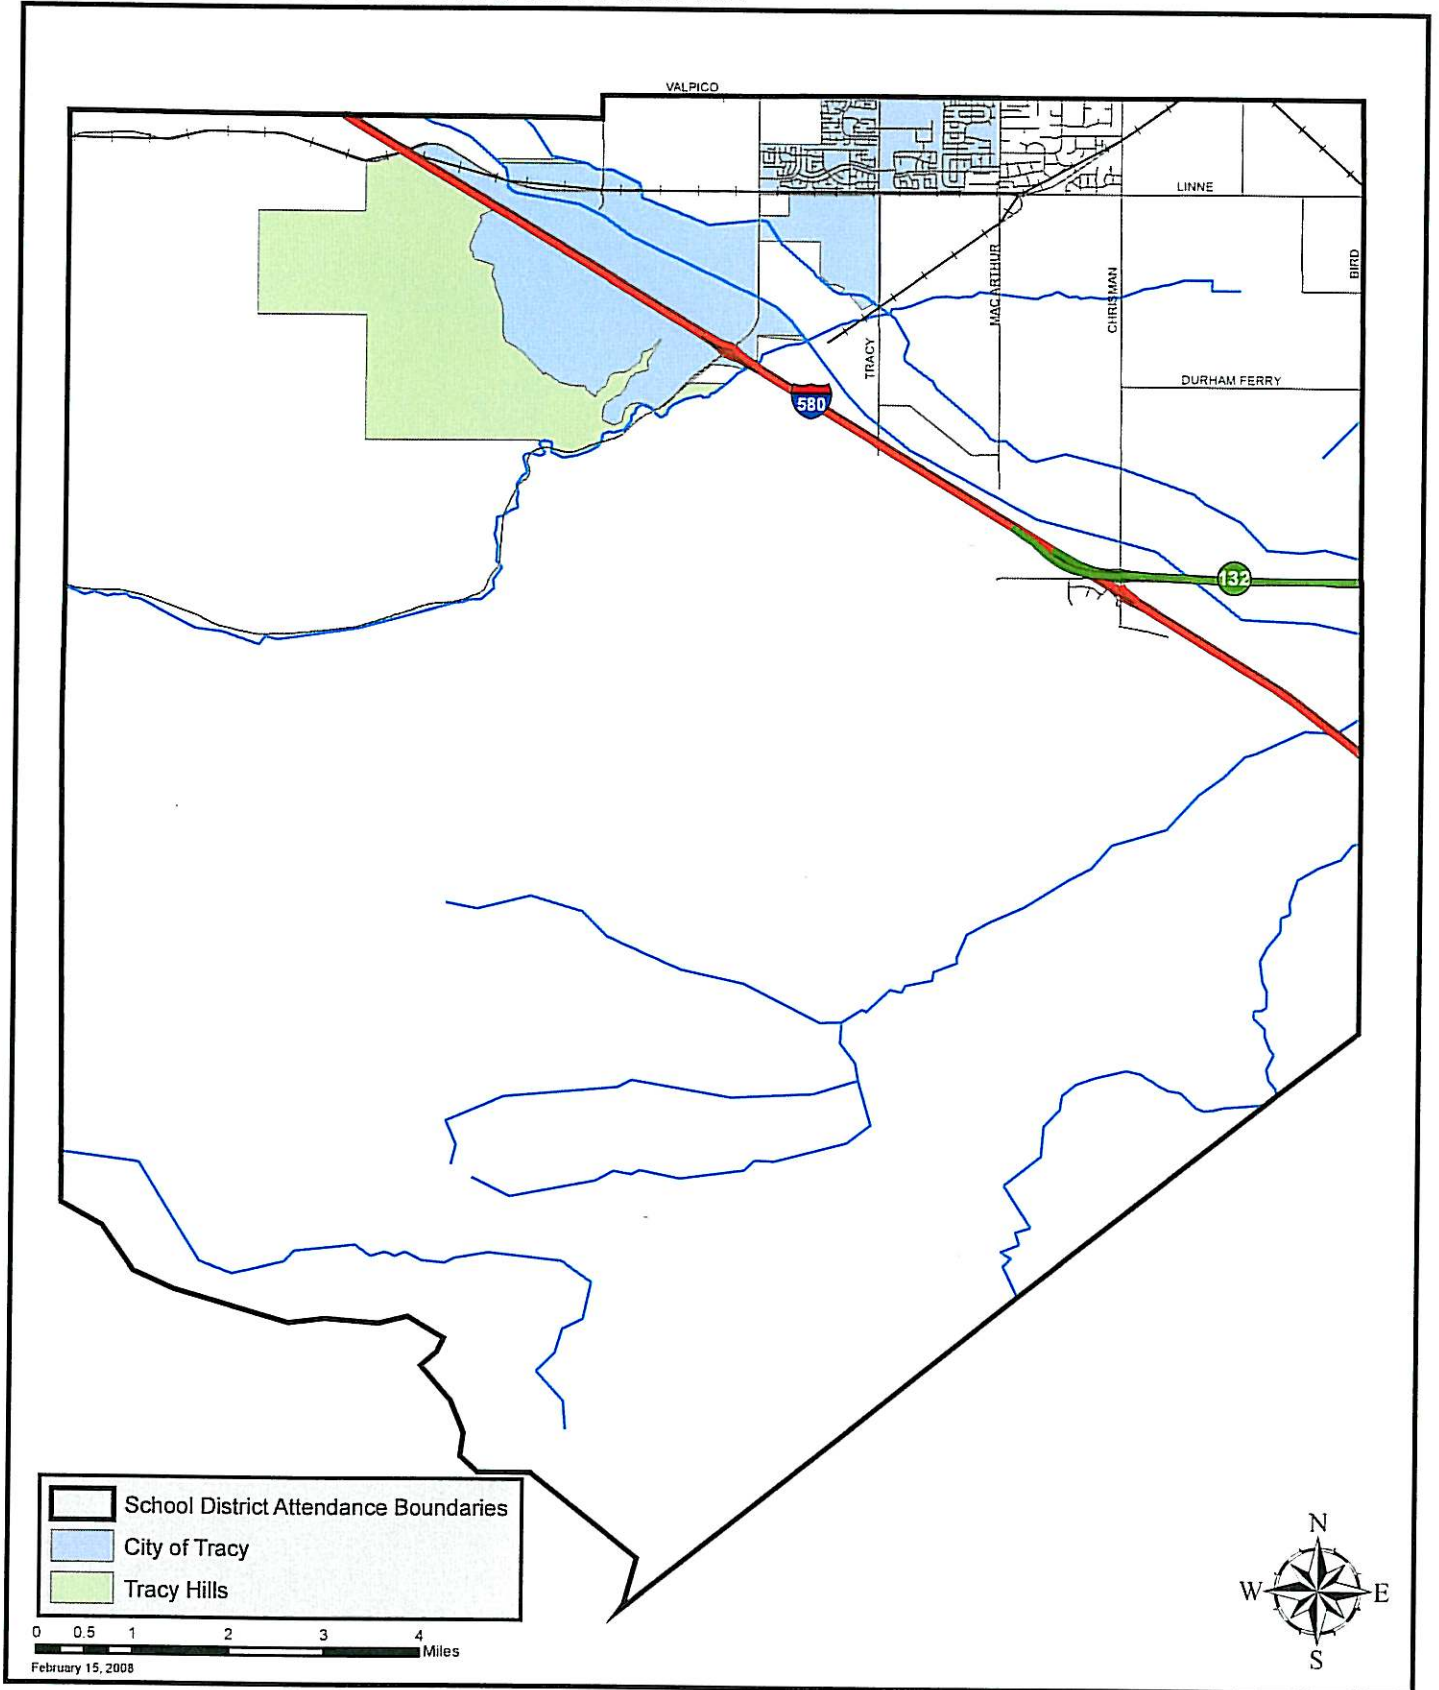 VALPICO
LINNE
BIRD
MAC ARTHUR
CHRISMAN
TRACY
DURHAM FERRY
580
132
School District Attendance Boundaries
City of Tracy
Tracy Hills
0 0.5 1 2 3 4
Miles
February 15, 2008
N
W E
S